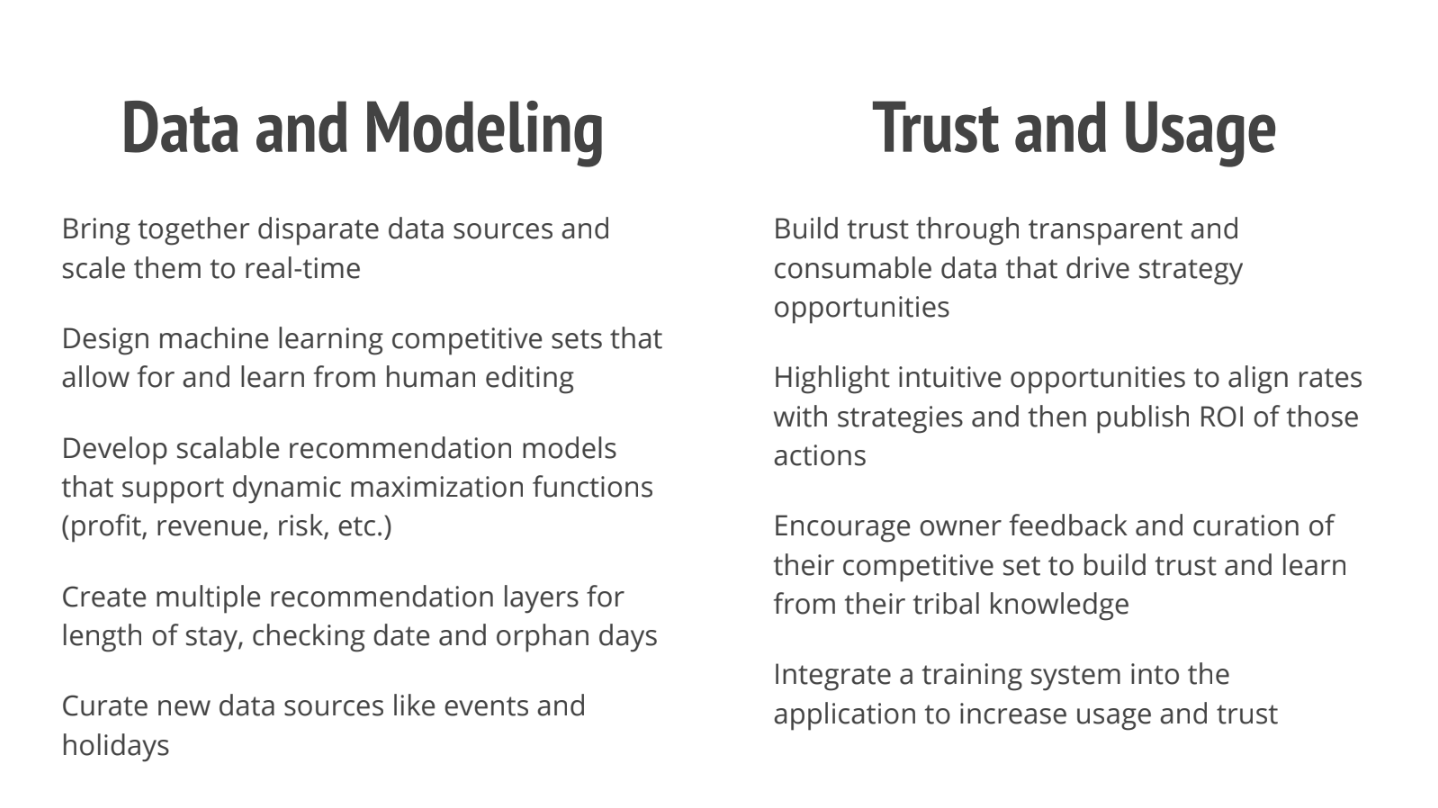 Data and Modeling
Bring together disparate data sources and
scale them to real-time
Design machine learning competitive sets that
allow for and learn from human editing
Develop scalable recommendation models
that support dynamic maximization functions
(profit, revenue, risk, etc.)
Create multiple recommendation layers for
length of stay, checking date and orphan days
Curate new data sources like events and
holidays
Trust and Usage
Build trust through transparent and
consumable data that drive strategy
opportunities
Highlight intuitive opportunities to align rates
with strategies and then publish ROI of those
actions
Encourage owner feedback and curation of
their competitive set to build trust and learn
from their tribal knowledge
Integrate a training system into the
application to increase usage and trust